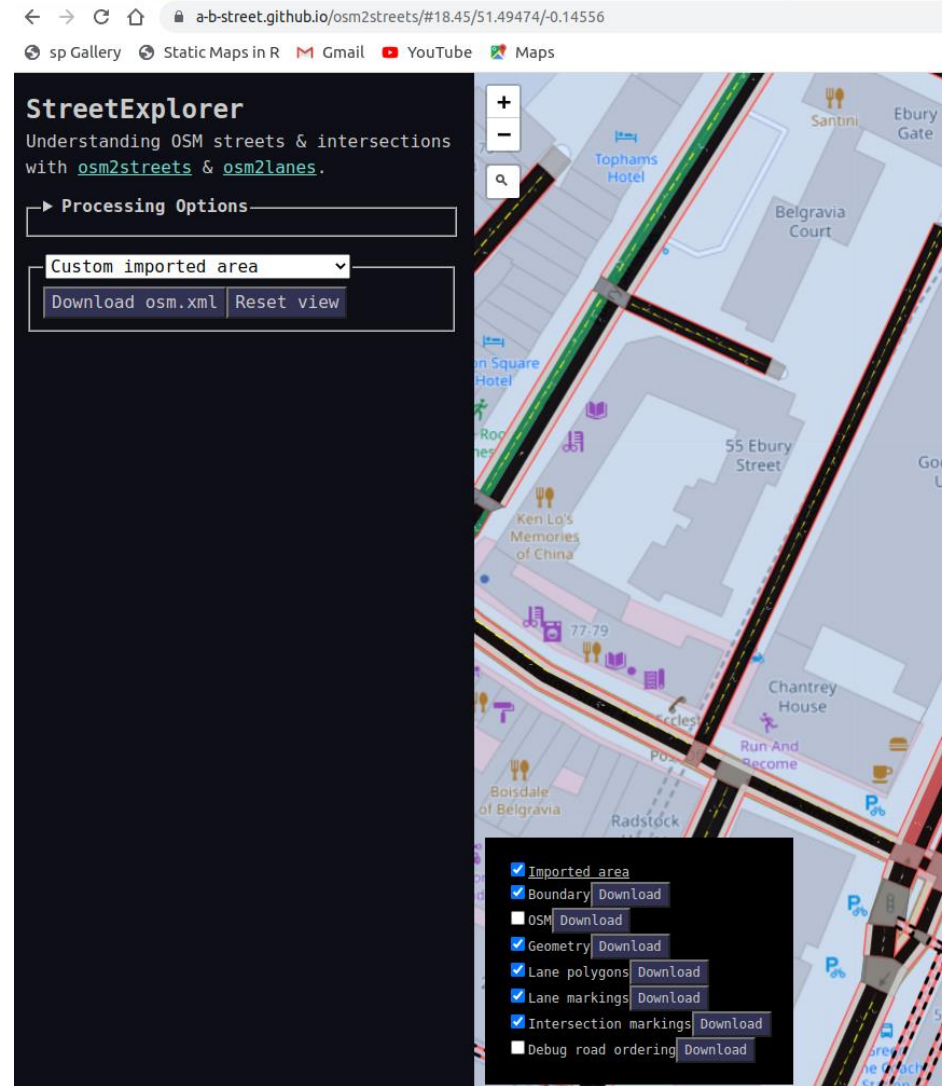 a-b-street.github.io/osm2streets/#18.45/51.49474/-0.14556
sp Gallery Static Maps in R Gmail YouTube Maps
StreetExplorer
Understanding OSM streets & intersections
with osm2streets & osm2lanes.
Processing Options
Custom imported area
Download osm.xml Reset view
+
−
Santini
Ebury
Gate
Tophams
Hotel
Belgravia
Court
on Square
Hotel
55 Ebury
Street
Ken Lo's
Memories
of China
77-79
Chantrey
House
Run And
Become
Boisdale
of Belgravia
Radstock
Imported area
Boundary Download
OSM Download
Geometry Download
Lane polygons Download
Lane markings Download
Intersection markings Download
Debug road ordering Download